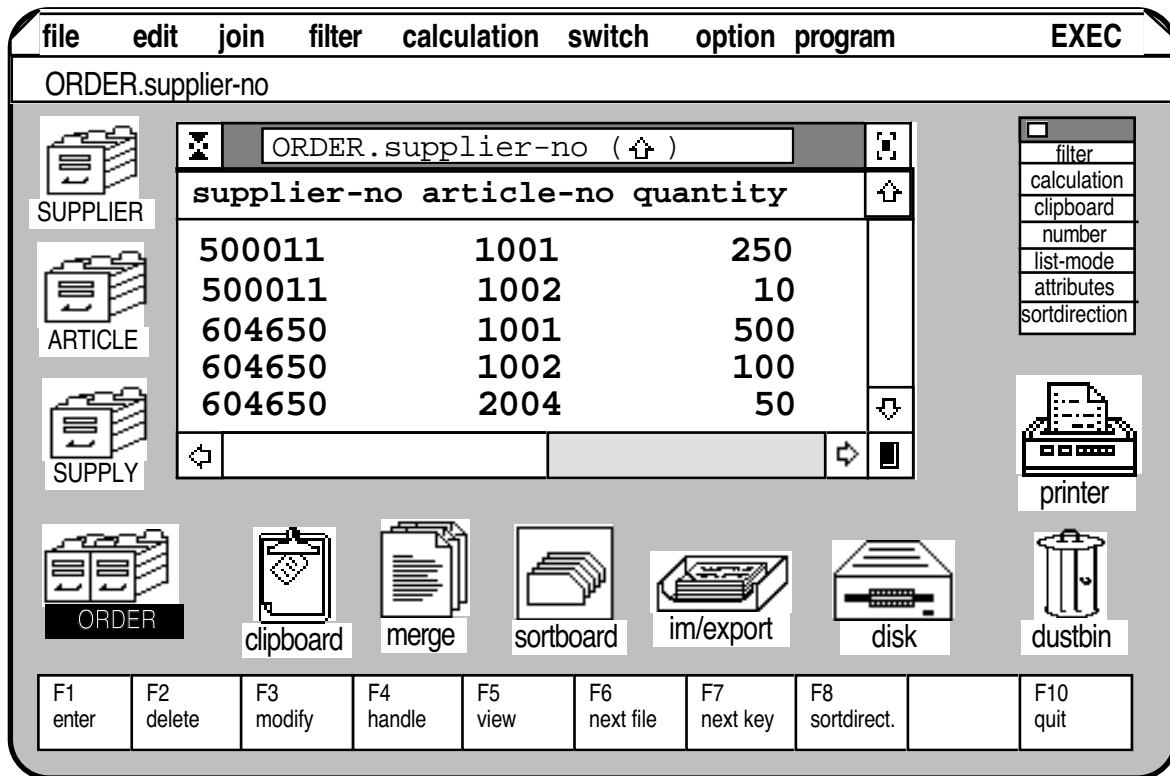 file edit join filter calculation switch option program EXEC
ORDER.supplier-no
SUPPLIER
ARTICLE
SUPPLY
ORDER
ORDER.supplier-no (⇧)
supplier-no article-no quantity
500011 1001 250
500011 1002 10
604650 1001 500
604650 1002 100
604650 2004 50
filter
calculation
clipboard
number
list-mode
attributes
sortdirection
printer
clipboard
merge
sortboard
im/export
disk
dustbin
F1 F2 F3 F4 F5 F6 F7 F8 F10
enter delete modify handle view next file next key sortdirect. quit